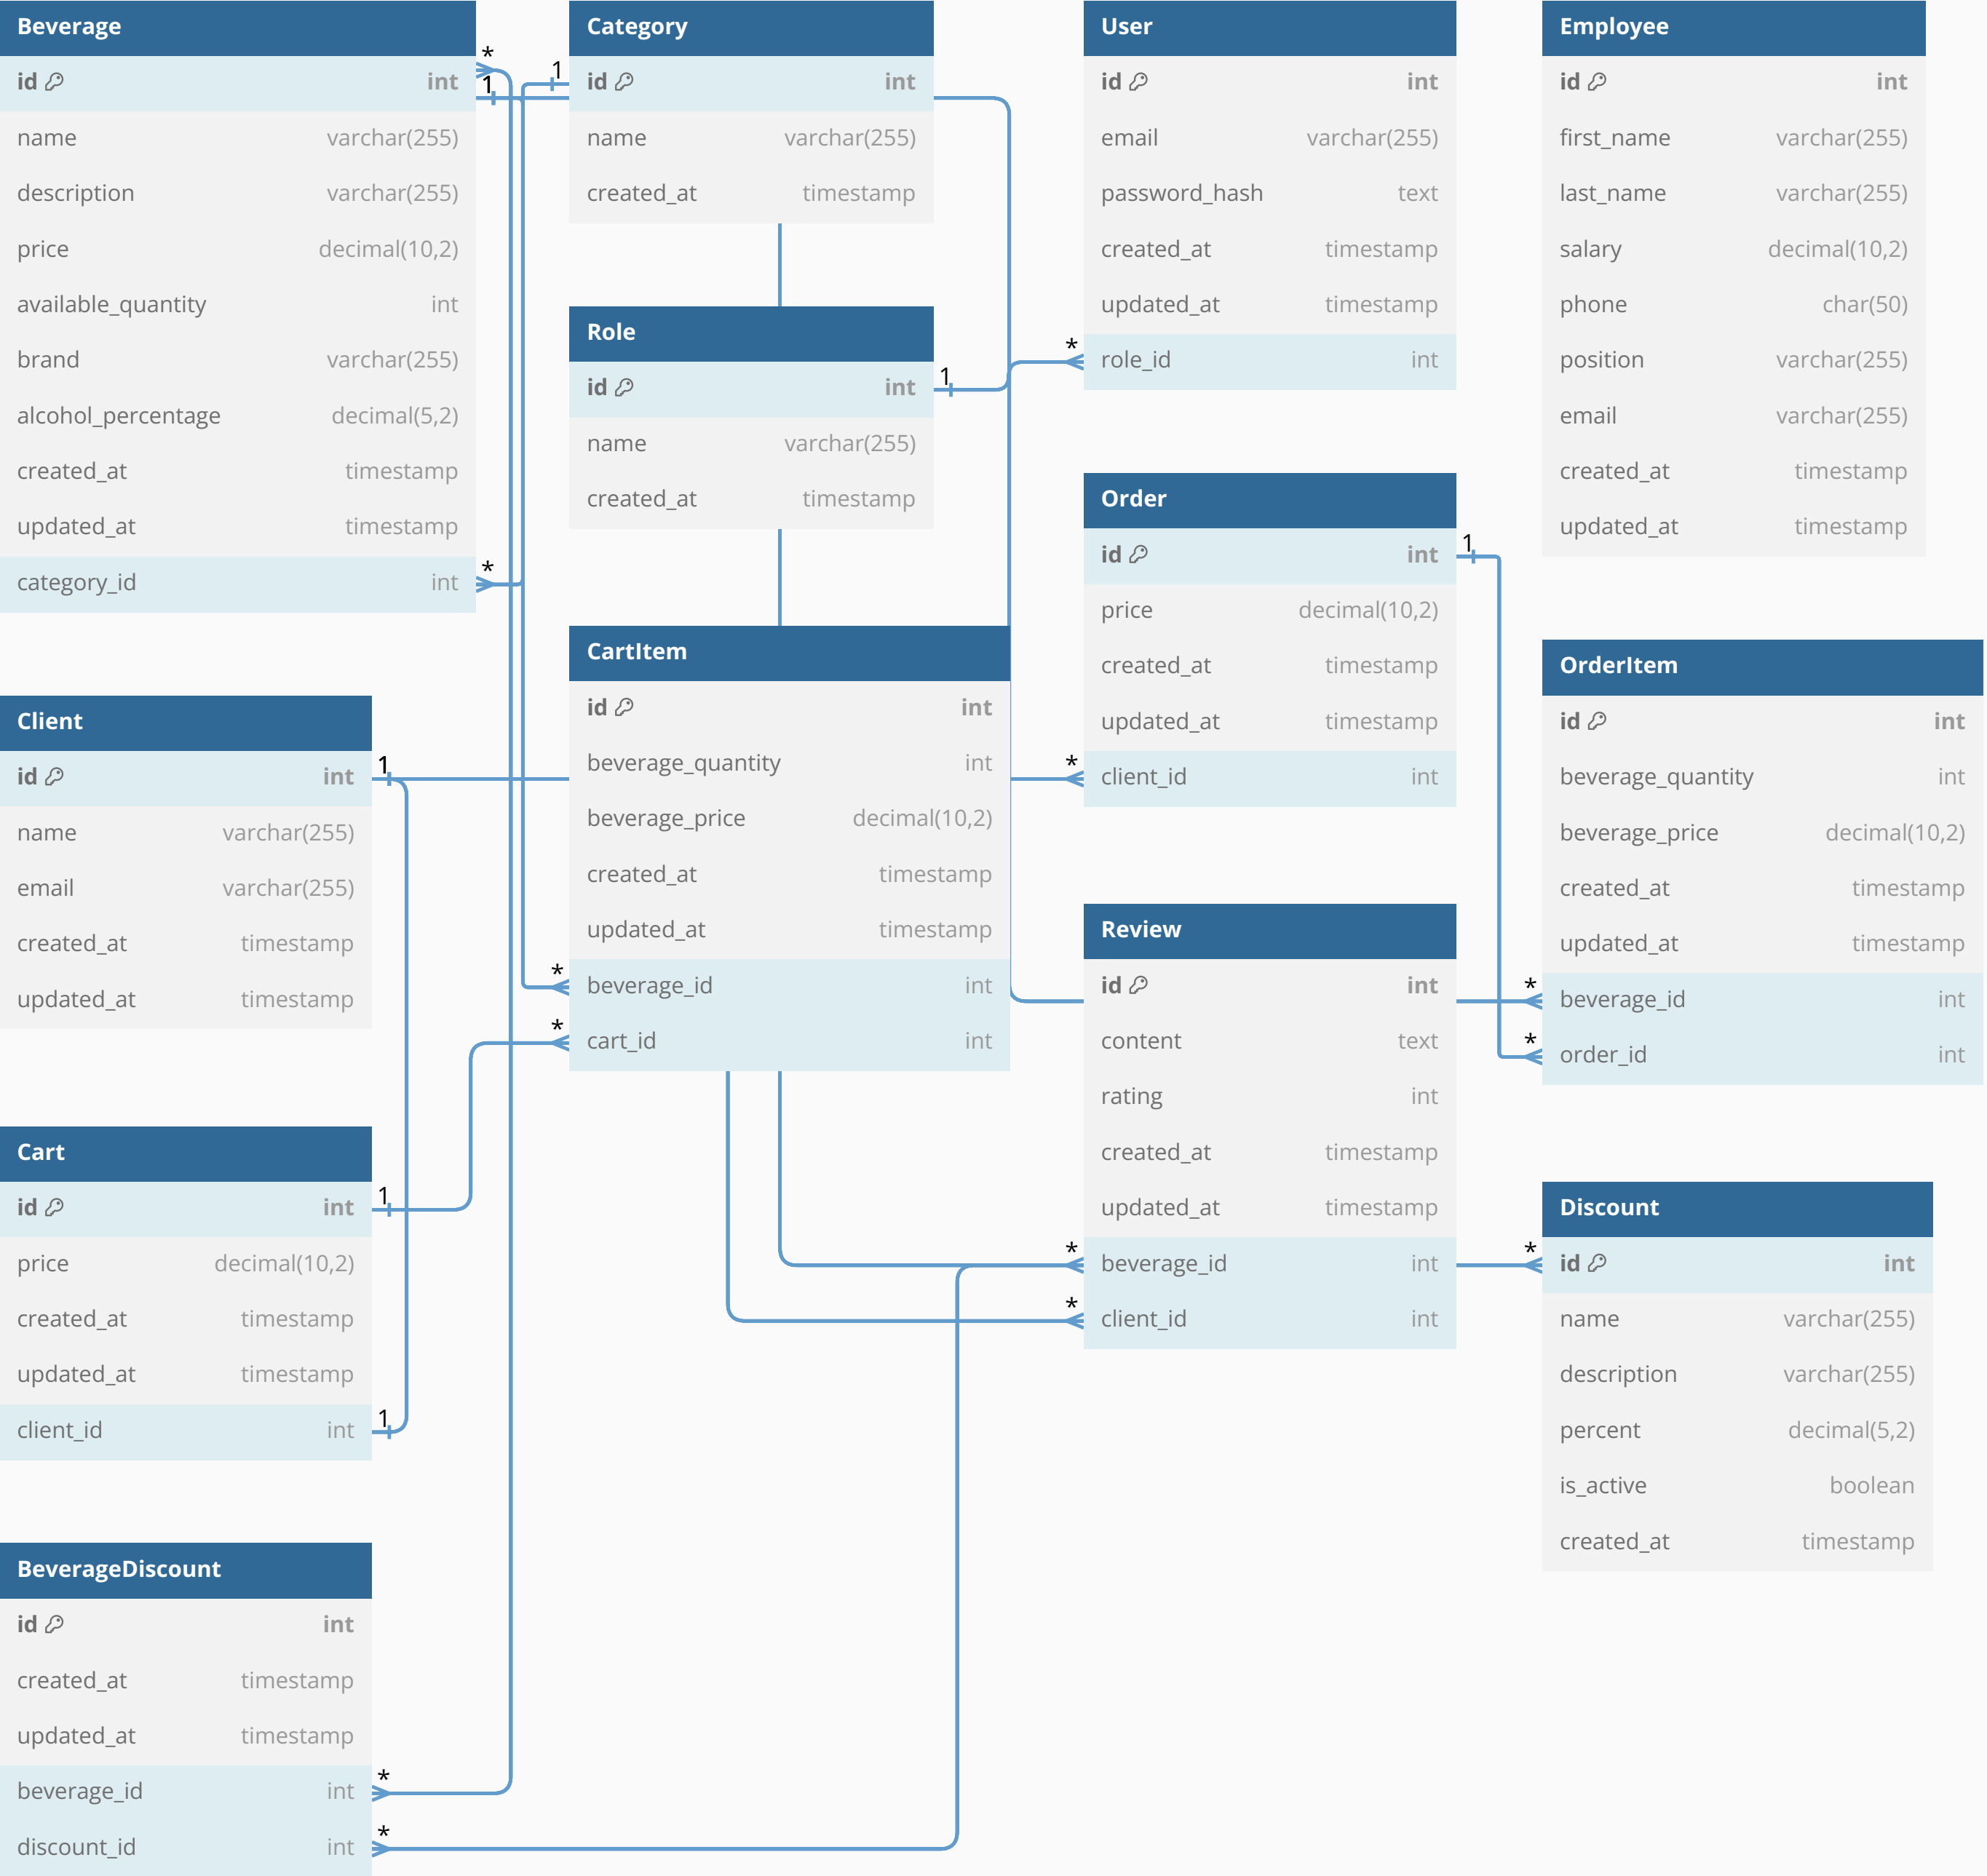 Beverage
id int
name varchar(255)
description varchar(255)
price decimal(10,2)
available_quantity int
brand varchar(255)
alcohol_percentage decimal(5,2)
created_at timestamp
updated_at timestamp
category_id int
*
1
*
Category
id int
name varchar(255)
created_at timestamp
1
Role
id int
name varchar(255)
created_at timestamp
1
User
id int
email varchar(255)
password_hash text
created_at timestamp
updated_at timestamp
role_id int
*
Employee
id int
first_name varchar(255)
last_name varchar(255)
salary decimal(10,2)
phone char(50)
position varchar(255)
email varchar(255)
created_at timestamp
updated_at timestamp
Order
id int
price decimal(10,2)
created_at timestamp
updated_at timestamp
client_id int
1
*
CartItem
id int
beverage_quantity int
beverage_price decimal(10,2)
created_at timestamp
updated_at timestamp
beverage_id int
cart_id int
*
*
OrderItem
id int
beverage_quantity int
beverage_price decimal(10,2)
created_at timestamp
updated_at timestamp
beverage_id int
order_id int
*
*
Client
id int
name varchar(255)
email varchar(255)
created_at timestamp
updated_at timestamp
1
Review
id int
content text
rating int
created_at timestamp
updated_at timestamp
beverage_id int
client_id int
*
*
Cart
id int
price decimal(10,2)
created_at timestamp
updated_at timestamp
client_id int
1
1
Discount
id int
name varchar(255)
description varchar(255)
percent decimal(5,2)
is_active boolean
created_at timestamp
*
BeverageDiscount
id int
created_at timestamp
updated_at timestamp
beverage_id int
discount_id int
*
*